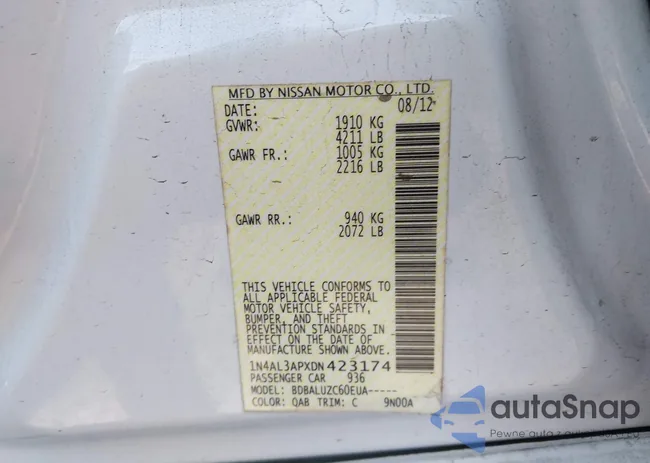 MFD BY NISSAN MOTOR CO., LTD.
DATE: 08/12
GVWR: 1910 KG
4211 LB
GAWR FR.: 1005 KG
2216 LB
GAWR RR.: 940 KG
2072 LB
THIS VEHICLE CONFORMS TO
ALL APPLICABLE FEDERAL
MOTOR VEHICLE SAFETY,
BUMPER, AND THEFT
PREVENTION STANDARDS IN
EFFECT ON THE DATE OF
MANUFACTURE SHOWN ABOVE.
1N4AL3APXDN423174
PASSENGER CAR 936
MODEL: BDBALUZC60EUA-----
COLOR: QAB TRIM: C 9N00A
autoSnap
Pewne auta z aukcji